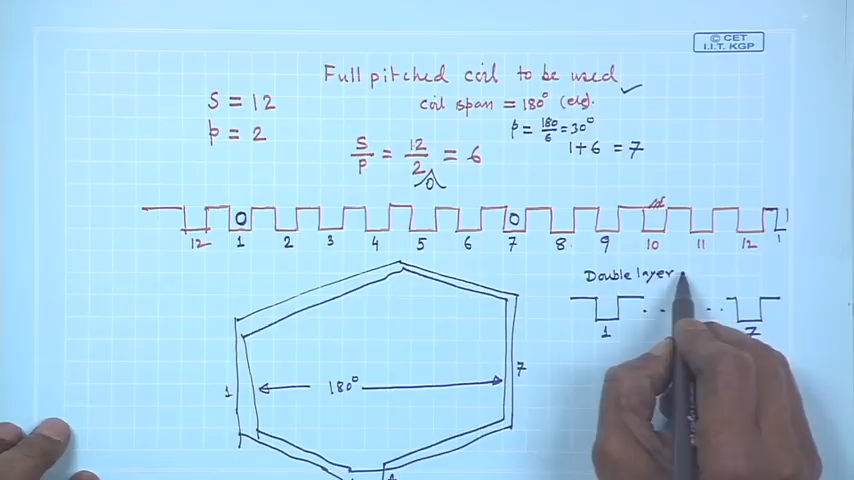 © CET
I.I.T. KGP
Full pitched coil to be used
S = 12
coil span = 180° (ele).
p = 2
β = 180/6 = 30°
S/P = 12/2 = 6
1+6 = 7
12 1 2 3 4 5 6 7 8 9 10 11 12 1
Double layer
1 7
1 180° 7